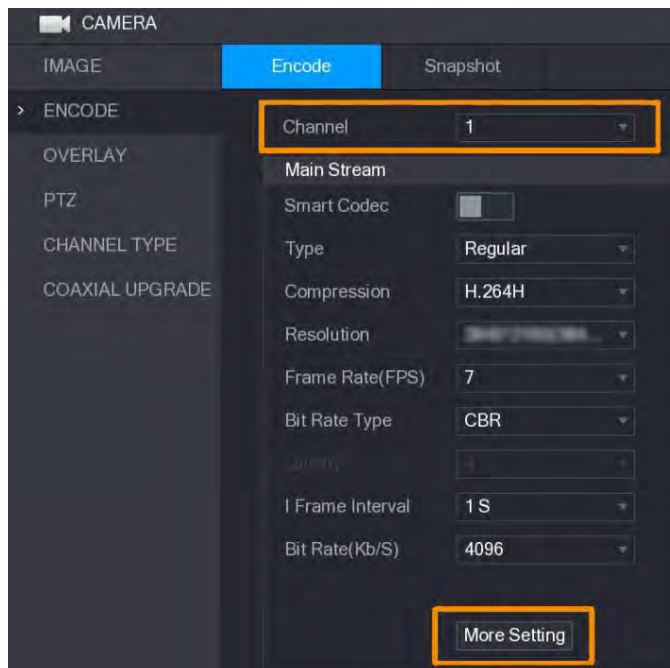 CAMERA
IMAGE
Encode Snapshot
> ENCODE
Channel 1
OVERLAY
Main Stream
PTZ
Smart Codec
CHANNEL TYPE
Type Regular
COAXIAL UPGRADE
Compression H.264H
Resolution
Frame Rate(FPS) 7
Bit Rate Type CBR
Quality 4
I Frame Interval 1 S
Bit Rate(Kb/S) 4096
More Setting